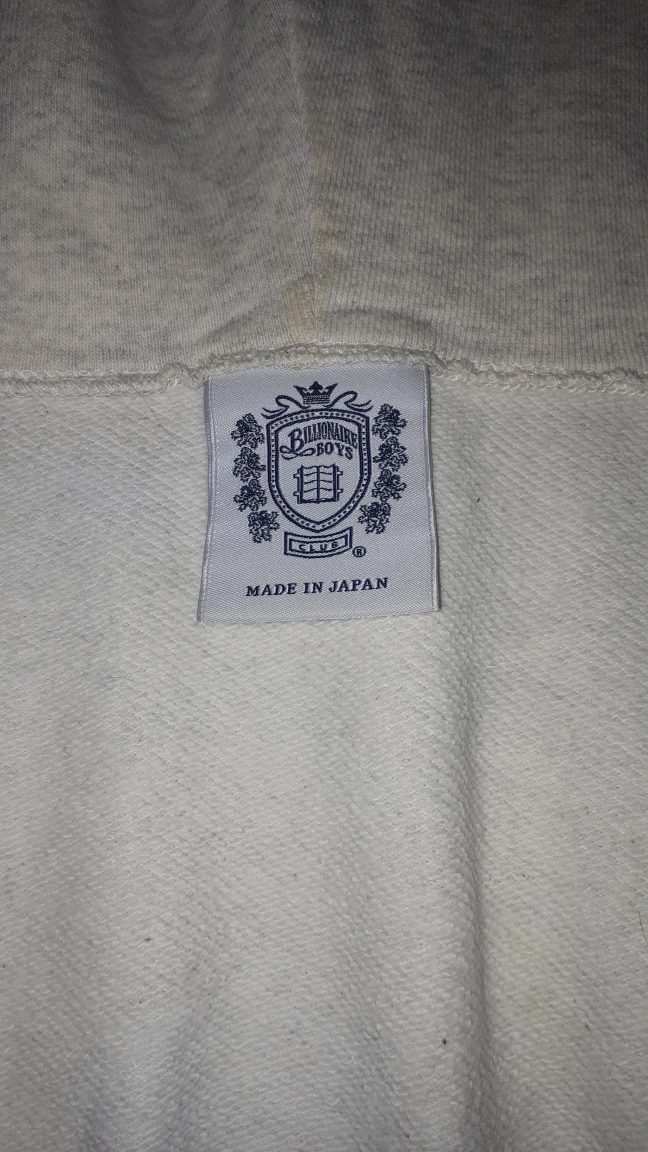 BILLIONAIRE
BOYS
CLUB ®
MADE IN JAPAN